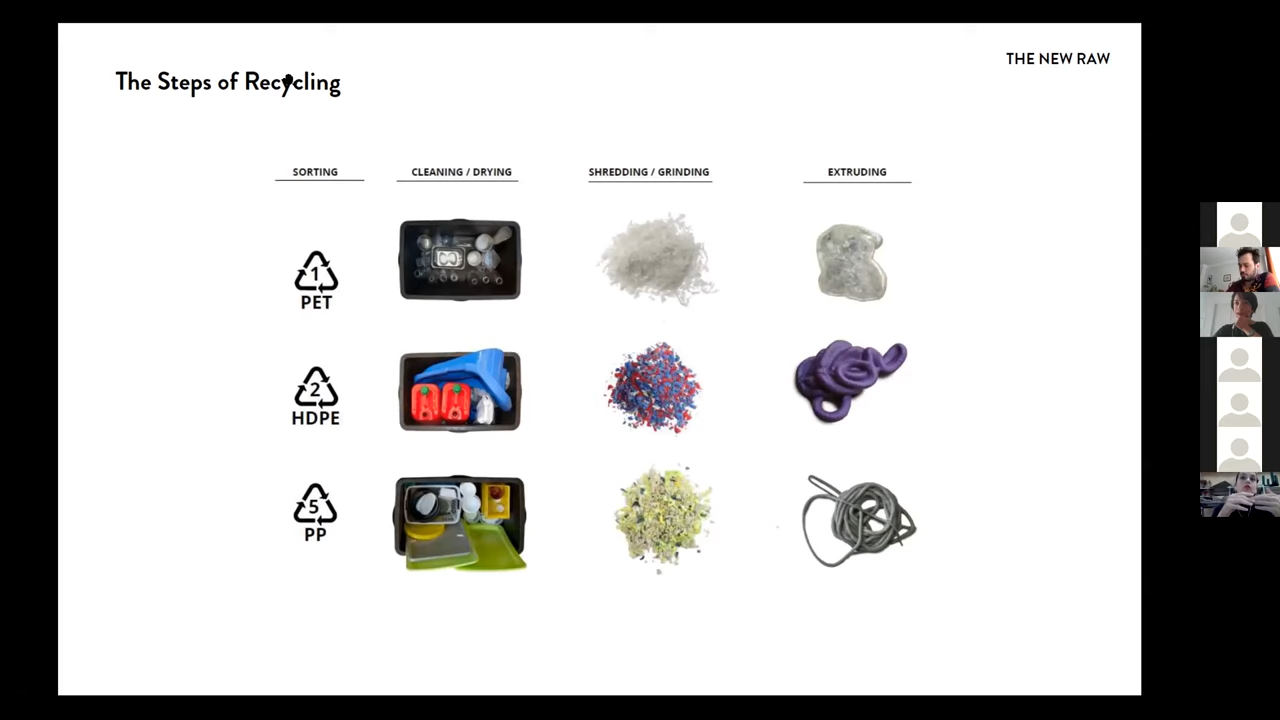 THE NEW RAW
The Steps of Recycling
SORTING
CLEANING / DRYING
SHREDDING / GRINDING
EXTRUDING
1
PET
2
HDPE
5
PP